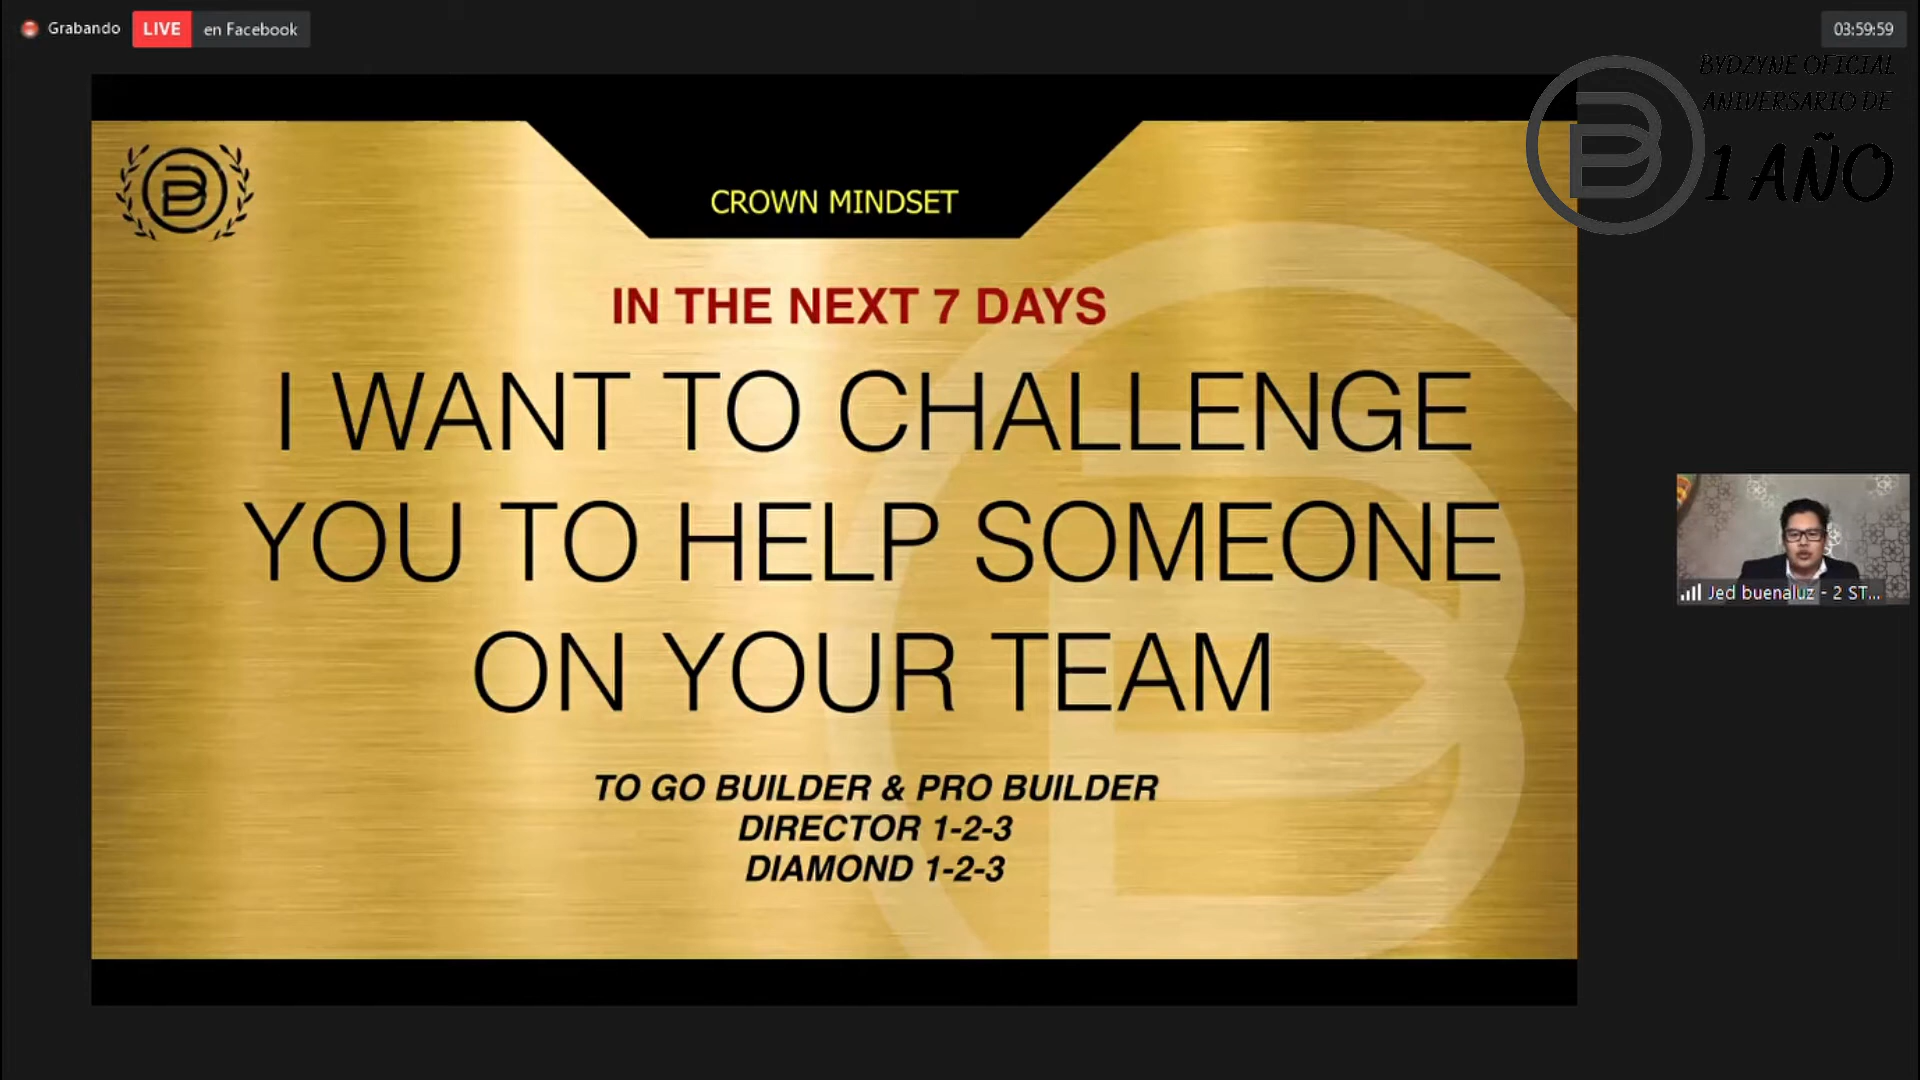 Grabando
LIVE
en Facebook
03:59:59
BYDZYNE OFICIAL
ANIVERSARIO DE
1 AÑO
CROWN MINDSET
IN THE NEXT 7 DAYS
I WANT TO CHALLENGE
YOU TO HELP SOMEONE
ON YOUR TEAM
TO GO BUILDER & PRO BUILDER
DIRECTOR 1-2-3
DIAMOND 1-2-3
Jed buenaluz - 2 ST...